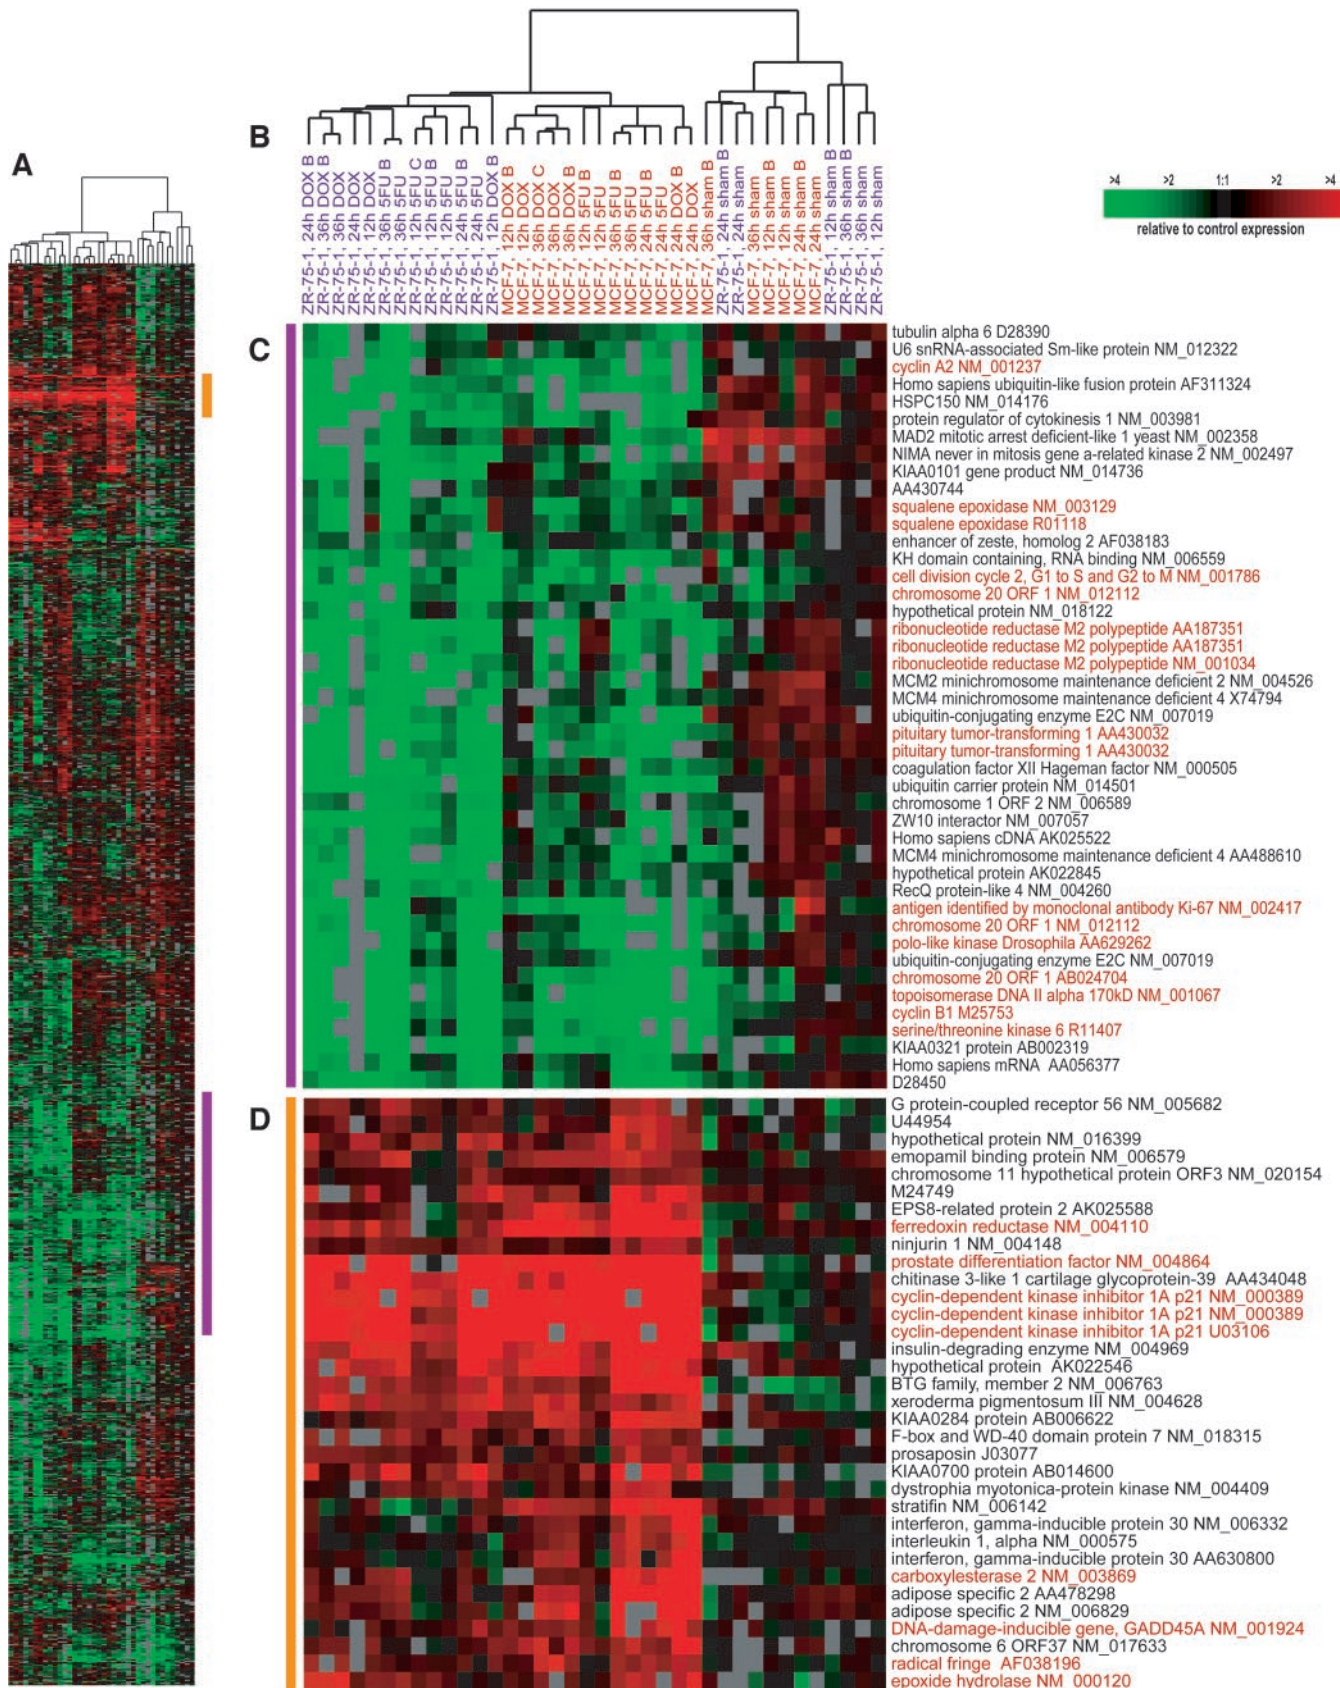 A
B
ZR-75-1, 24h DOX B
ZR-75-1, 36h DOX B
ZR-75-1, 36h DOX
ZR-75-1, 24h DOX
ZR-75-1, 12h DOX
ZR-75-1, 36h 5FU B
ZR-75-1, 36h 5FU
ZR-75-1, 12h 5FU C
ZR-75-1, 12h 5FU B
ZR-75-1, 12h 5FU
ZR-75-1, 24h 5FU B
ZR-75-1, 24h 5FU
ZR-75-1, 12h DOX B
MCF-7, 12h DOX B
MCF-7, 12h DOX
MCF-7, 36h DOX C
MCF-7, 36h DOX
MCF-7, 36h DOX B
MCF-7, 12h 5FU B
MCF-7, 12h 5FU
MCF-7, 36h 5FU B
MCF-7, 36h 5FU
MCF-7, 24h 5FU B
MCF-7, 24h 5FU
MCF-7, 24h DOX B
MCF-7, 24h DOX
MCF-7, 36h sham B
ZR-75-1, 24h sham B
ZR-75-1, 24h sham
MCF-7, 36h sham
MCF-7, 12h sham B
MCF-7, 12h sham
MCF-7, 24h sham B
MCF-7, 24h sham
ZR-75-1, 12h sham B
ZR-75-1, 36h sham B
ZR-75-1, 36h sham
ZR-75-1, 12h sham
>4 >2 1:1 >2 >4
relative to control expression
C
tubulin alpha 6 D28390
U6 snRNA-associated Sm-like protein NM_012322
cyclin A2 NM_001237
Homo sapiens ubiquitin-like fusion protein AF311324
HSPC150 NM_014176
protein regulator of cytokinesis 1 NM_003981
MAD2 mitotic arrest deficient-like 1 yeast NM_002358
NIMA never in mitosis gene a-related kinase 2 NM_002497
KIAA0101 gene product NM_014736
AA430744
squalene epoxidase NM_003129
squalene epoxidase R01118
enhancer of zeste, homolog 2 AF038183
KH domain containing, RNA binding NM_006559
cell division cycle 2, G1 to S and G2 to M NM_001786
chromosome 20 ORF 1 NM_012112
hypothetical protein NM_018122
ribonucleotide reductase M2 polypeptide AA187351
ribonucleotide reductase M2 polypeptide AA187351
ribonucleotide reductase M2 polypeptide NM_001034
MCM2 minichromosome maintenance deficient 2 NM_004526
MCM4 minichromosome maintenance deficient 4 X74794
ubiquitin-conjugating enzyme E2C NM_007019
pituitary tumor-transforming 1 AA430032
pituitary tumor-transforming 1 AA430032
coagulation factor XII Hageman factor NM_000505
ubiquitin carrier protein NM_014501
chromosome 1 ORF 2 NM_006589
ZW10 interactor NM_007057
Homo sapiens cDNA AK025522
MCM4 minichromosome maintenance deficient 4 AA488610
hypothetical protein AK022845
RecQ protein-like 4 NM_004260
antigen identified by monoclonal antibody Ki-67 NM_002417
chromosome 20 ORF 1 NM_012112
polo-like kinase Drosophila AA629262
ubiquitin-conjugating enzyme E2C NM_007019
chromosome 20 ORF 1 AB024704
topoisomerase DNA II alpha 170kD NM_001067
cyclin B1 M25753
serine/threonine kinase 6 R11407
KIAA0321 protein AB002319
Homo sapiens mRNA AA056377
D28450
D
G protein-coupled receptor 56 NM_005682
U44954
hypothetical protein NM_016399
emopamil binding protein NM_006579
chromosome 11 hypothetical protein ORF3 NM_020154
M24749
EPS8-related protein 2 AK025588
ferredoxin reductase NM_004110
ninjurin 1 NM_004148
prostate differentiation factor NM_004864
chitinase 3-like 1 cartilage glycoprotein-39 AA434048
cyclin-dependent kinase inhibitor 1A p21 NM_000389
cyclin-dependent kinase inhibitor 1A p21 NM_000389
cyclin-dependent kinase inhibitor 1A p21 U03106
insulin-degrading enzyme NM_004969
hypothetical protein AK022546
BTG family, member 2 NM_006763
xeroderma pigmentosum III NM_004628
KIAA0284 protein AB006622
F-box and WD-40 domain protein 7 NM_018315
prosaposin J03077
KIAA0700 protein AB014600
dystrophia myotonica-protein kinase NM_004409
stratifin NM_006142
interferon, gamma-inducible protein 30 NM_006332
interleukin 1, alpha NM_000575
interferon, gamma-inducible protein 30 AA630800
carboxylesterase 2 NM_003869
adipose specific 2 AA478298
adipose specific 2 NM_006829
DNA-damage-inducible gene, GADD45A NM_001924
chromosome 6 ORF37 NM_017633
radical fringe AF038196
epoxide hydrolase NM_000120